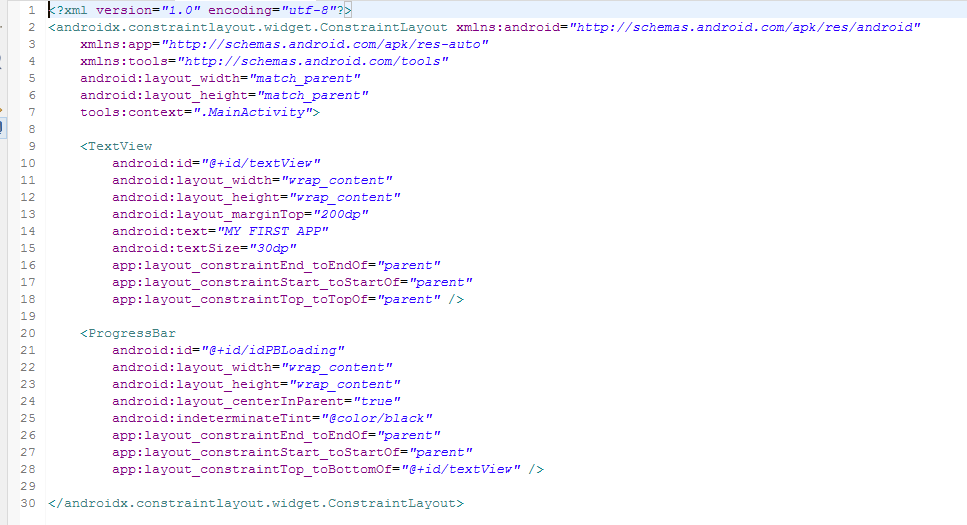 1 <?xml version="1.0" encoding="utf-8"?>
2 <androidx.constraintlayout.widget.ConstraintLayout xmlns:android="http://schemas.android.com/apk/res/android"
3     xmlns:app="http://schemas.android.com/apk/res-auto"
4     xmlns:tools="http://schemas.android.com/tools"
5     android:layout_width="match_parent"
6     android:layout_height="match_parent"
7     tools:context=".MainActivity">
8
9     <TextView
10         android:id="@+id/textView"
11         android:layout_width="wrap_content"
12         android:layout_height="wrap_content"
13         android:layout_marginTop="200dp"
14         android:text="MY FIRST APP"
15         android:textSize="30dp"
16         app:layout_constraintEnd_toEndOf="parent"
17         app:layout_constraintStart_toStartOf="parent"
18         app:layout_constraintTop_toTopOf="parent" />
19
20     <ProgressBar
21         android:id="@+id/idPBLoading"
22         android:layout_width="wrap_content"
23         android:layout_height="wrap_content"
24         android:layout_centerInParent="true"
25         android:indeterminateTint="@color/black"
26         app:layout_constraintEnd_toEndOf="parent"
27         app:layout_constraintStart_toStartOf="parent"
28         app:layout_constraintTop_toBottomOf="@+id/textView" />
29
30 </androidx.constraintlayout.widget.ConstraintLayout>